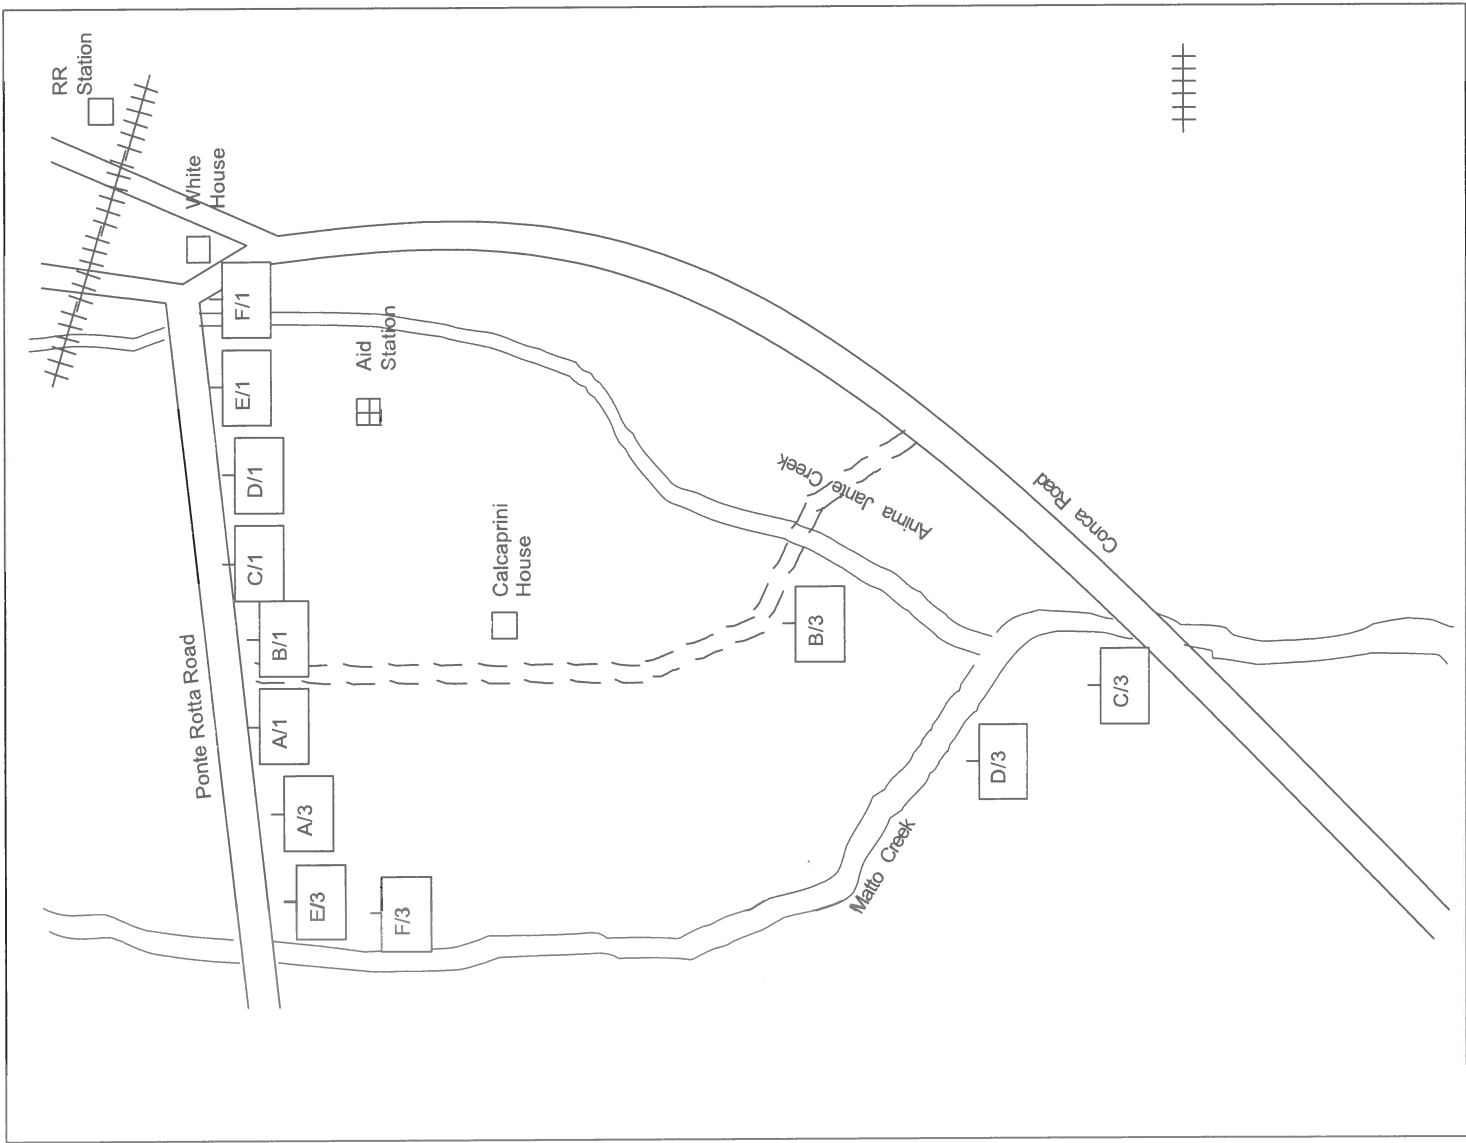 RR
Station
White
House
F/1
E/1
Aid
Station
D/1
C/1
Calcaprini
House
B/1
A/1
Ponte Rotta Road
A/3
E/3
F/3
B/3
Anima Jante Creek
Conca Road
C/3
D/3
Matto Creek